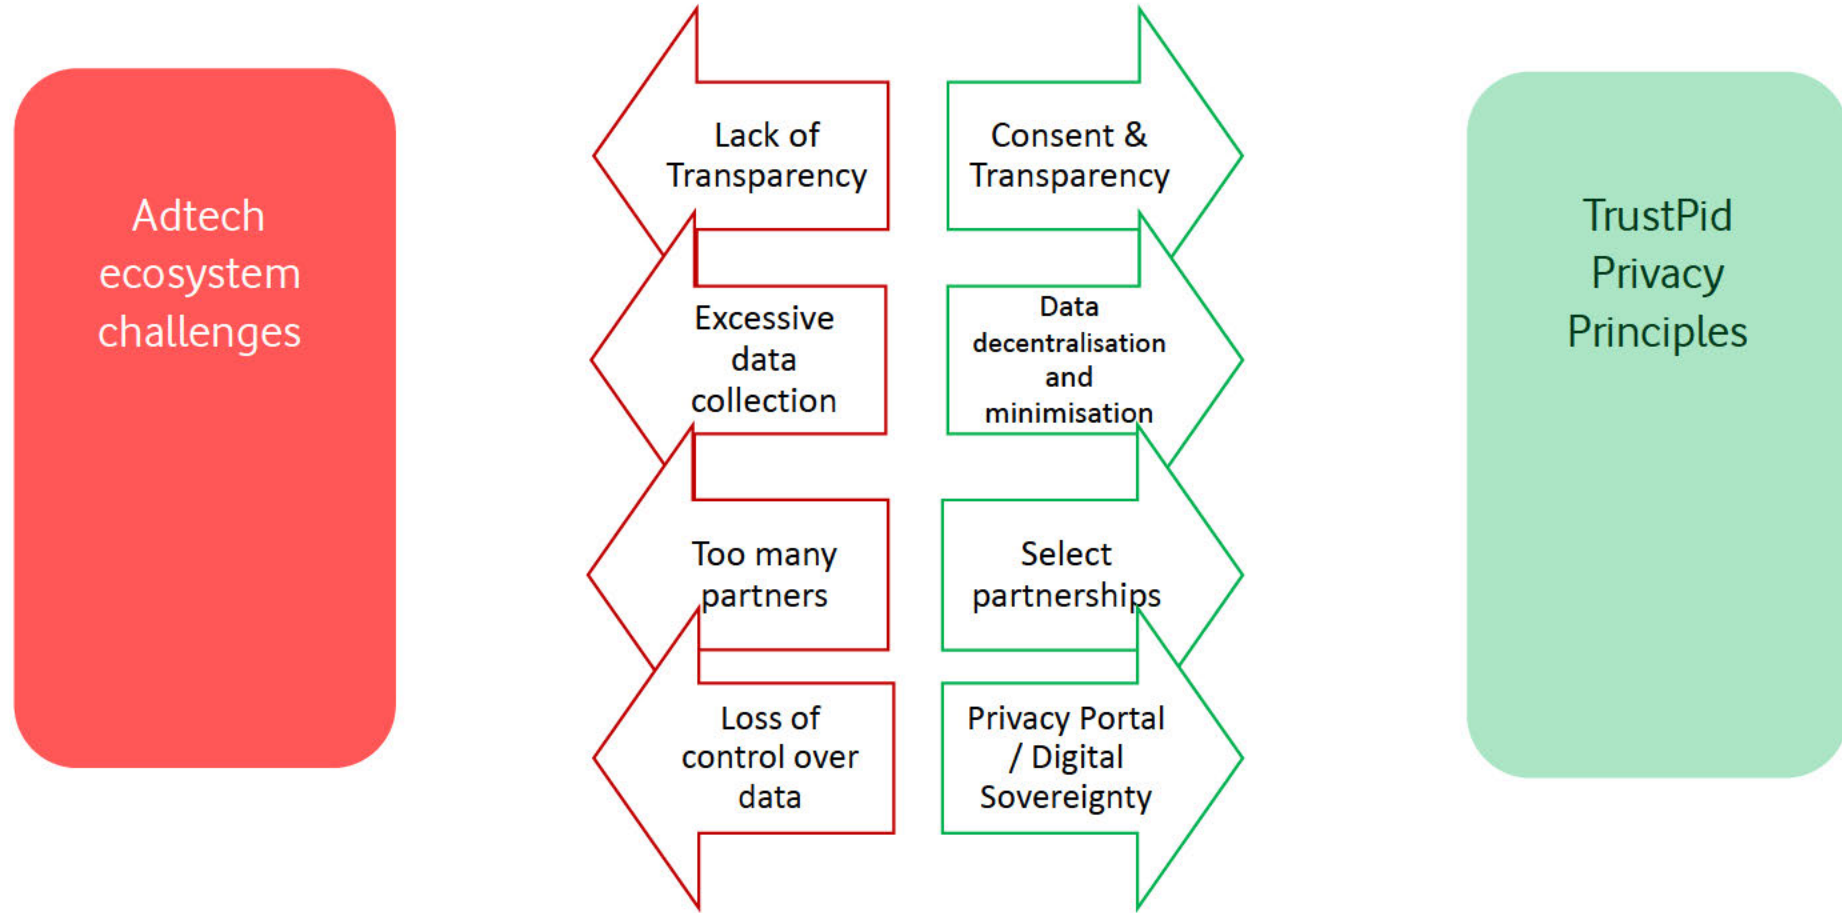 Adtech
ecosystem
challenges
Lack of
Transparency
Consent &
Transparency
Excessive
data
collection
Data
decentralisation
and
minimisation
Too many
partners
Select
partnerships
Loss of
control over
data
Privacy Portal
/ Digital
Sovereignty
TrustPid
Privacy
Principles